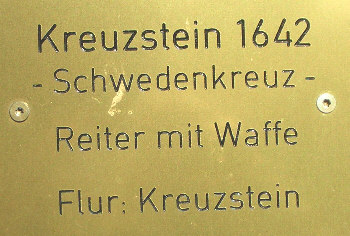 Kreuzstein 1642
- Schwedenkreuz -
Reiter mit Waffe
Flur: Kreuzstein